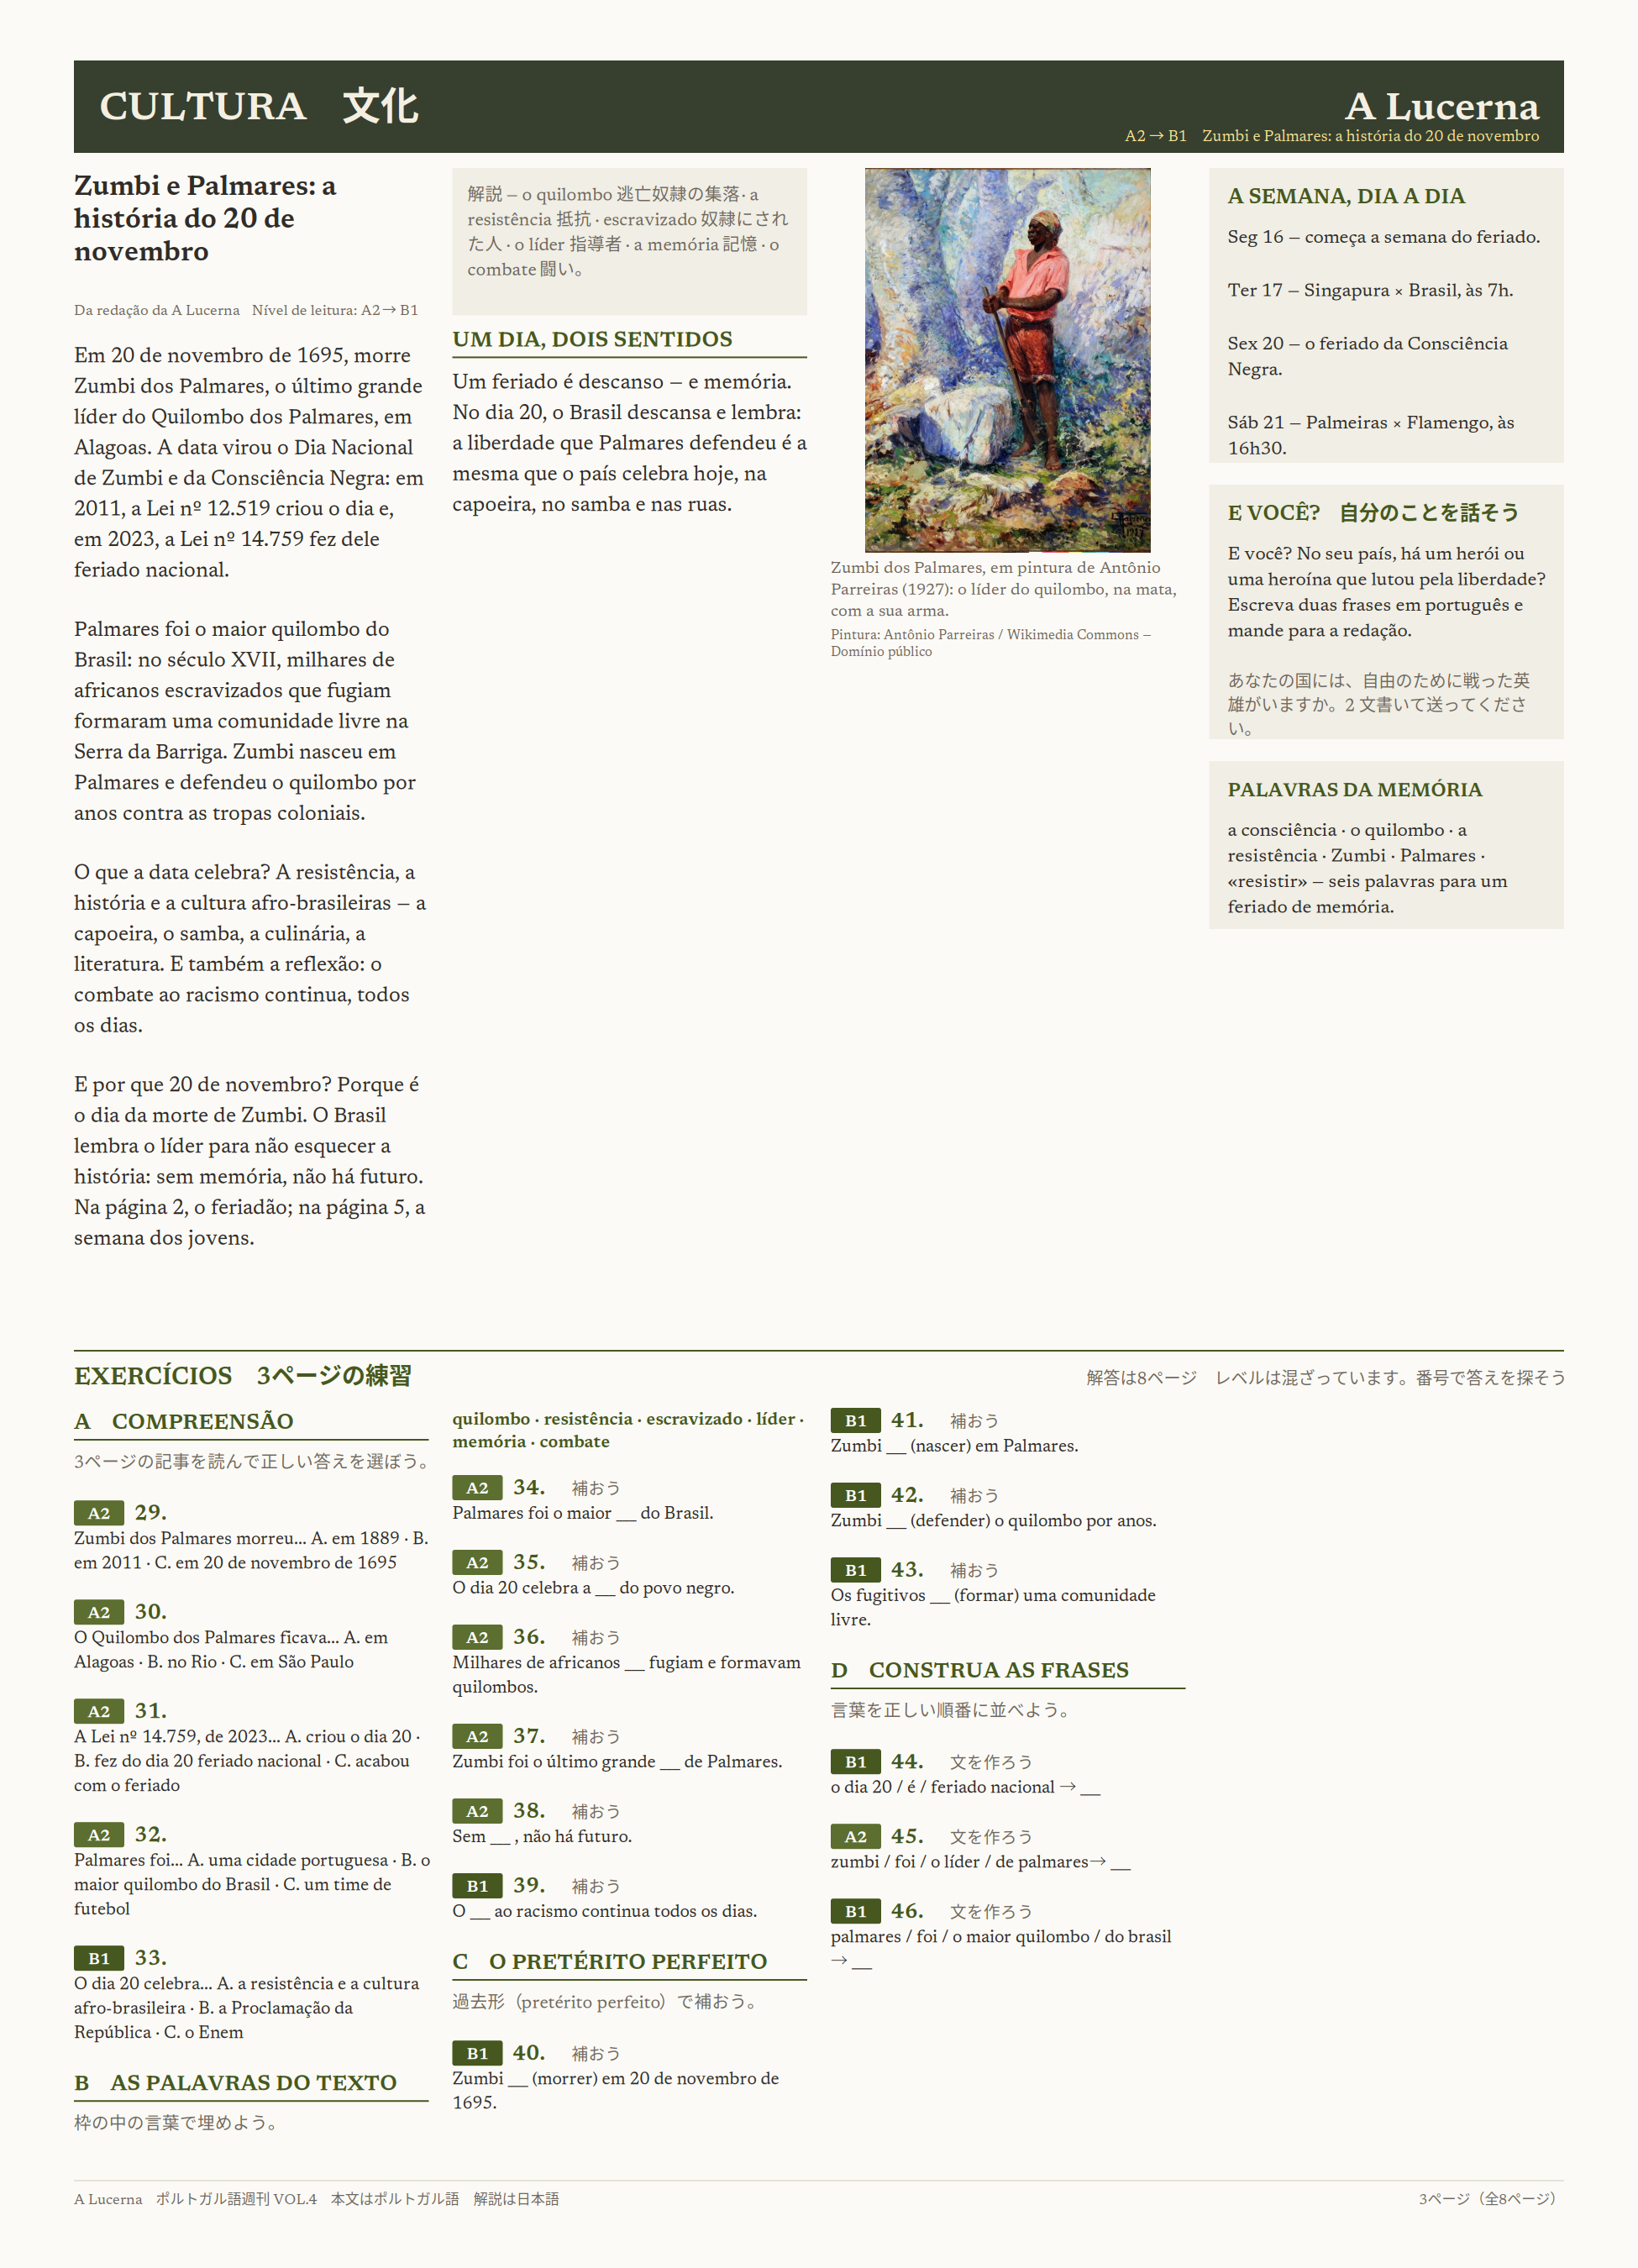 CULTURA 文化
A Lucerna
A2 → B1 Zumbi e Palmares: a história do 20 de novembro
Zumbi e Palmares: a
história do 20 de
novembro
Da redação da A Lucerna Nível de leitura: A2 → B1
Em 20 de novembro de 1695, morre
Zumbi dos Palmares, o último grande
líder do Quilombo dos Palmares, em
Alagoas. A data virou o Dia Nacional
de Zumbi e da Consciência Negra: em
2011, a Lei nº 12.519 criou o dia e,
em 2023, a Lei nº 14.759 fez dele
feriado nacional.
Palmares foi o maior quilombo do
Brasil: no século XVII, milhares de
africanos escravizados que fugiam
formaram uma comunidade livre na
Serra da Barriga. Zumbi nasceu em
Palmares e defendeu o quilombo por
anos contra as tropas coloniais.
O que a data celebra? A resistência, a
história e a cultura afro-brasileiras – a
capoeira, o samba, a culinária, a
literatura. E também a reflexão: o
combate ao racismo continua, todos
os dias.
E por que 20 de novembro? Porque é
o dia da morte de Zumbi. O Brasil
lembra o líder para não esquecer a
história: sem memória, não há futuro.
Na página 2, o feriadão; na página 5, a
semana dos jovens.
解説 – o quilombo 逃亡奴隷の集落 · a
resistência 抵抗 · escravizado 奴隷にされ
た人 · o líder 指導者 · a memória 記憶 · o
combate 闘い。
UM DIA, DOIS SENTIDOS
Um feriado é descanso – e memória.
No dia 20, o Brasil descansa e lembra:
a liberdade que Palmares defendeu é a
mesma que o país celebra hoje, na
capoeira, no samba e nas ruas.
Zumbi dos Palmares, em pintura de Antônio
Parreiras (1927): o líder do quilombo, na mata,
com a sua arma.
Pintura: Antônio Parreiras / Wikimedia Commons –
Domínio público
A SEMANA, DIA A DIA
Seg 16 – começa a semana do feriado.
Ter 17 – Singapura × Brasil, às 7h.
Sex 20 – o feriado da Consciência
Negra.
Sáb 21 – Palmeiras × Flamengo, às
16h30.
E VOCÊ? 自分のことを話そう
E você? No seu país, há um herói ou
uma heroína que lutou pela liberdade?
Escreva duas frases em português e
mande para a redação.
あなたの国には、自由のために戦った英
雄がいますか。2 文書いて送ってくださ
い。
PALAVRAS DA MEMÓRIA
a consciência · o quilombo · a
resistência · Zumbi · Palmares ·
«resistir» – seis palavras para um
feriado de memória.
EXERCÍCIOS 3ページの練習
解答は8ページ レベルは混ざっています。番号で答えを探そう
A COMPREENSÃO
3ページの記事を読んで正しい答えを選ぼう。
A2 29.
Zumbi dos Palmares morreu... A. em 1889 · B.
em 2011 · C. em 20 de novembro de 1695
A2 30.
O Quilombo dos Palmares ficava... A. em
Alagoas · B. no Rio · C. em São Paulo
A2 31.
A Lei nº 14.759, de 2023... A. criou o dia 20 ·
B. fez do dia 20 feriado nacional · C. acabou
com o feriado
A2 32.
Palmares foi... A. uma cidade portuguesa · B. o
maior quilombo do Brasil · C. um time de
futebol
B1 33.
O dia 20 celebra... A. a resistência e a cultura
afro-brasileira · B. a Proclamação da
República · C. o Enem
B AS PALAVRAS DO TEXTO
枠の中の言葉で埋めよう。
quilombo · resistência · escravizado · líder ·
memória · combate
A2 34. 補おう
Palmares foi o maior __ do Brasil.
A2 35. 補おう
O dia 20 celebra a __ do povo negro.
A2 36. 補おう
Milhares de africanos __ fugiam e formavam
quilombos.
A2 37. 補おう
Zumbi foi o último grande __ de Palmares.
A2 38. 補おう
Sem __ , não há futuro.
B1 39. 補おう
O __ ao racismo continua todos os dias.
C O PRETÉRITO PERFEITO
過去形（pretérito perfeito）で補おう。
B1 40. 補おう
Zumbi __ (morrer) em 20 de novembro de
1695.
B1 41. 補おう
Zumbi __ (nascer) em Palmares.
B1 42. 補おう
Zumbi __ (defender) o quilombo por anos.
B1 43. 補おう
Os fugitivos __ (formar) uma comunidade
livre.
D CONSTRUA AS FRASES
言葉を正しい順番に並べよう。
B1 44. 文を作ろう
o dia 20 / é / feriado nacional → __
A2 45. 文を作ろう
zumbi / foi / o líder / de palmares→ __
B1 46. 文を作ろう
palmares / foi / o maior quilombo / do brasil
→ __
A Lucerna ポルトガル語週刊 VOL.4 本文はポルトガル語 解説は日本語
3ページ（全8ページ）